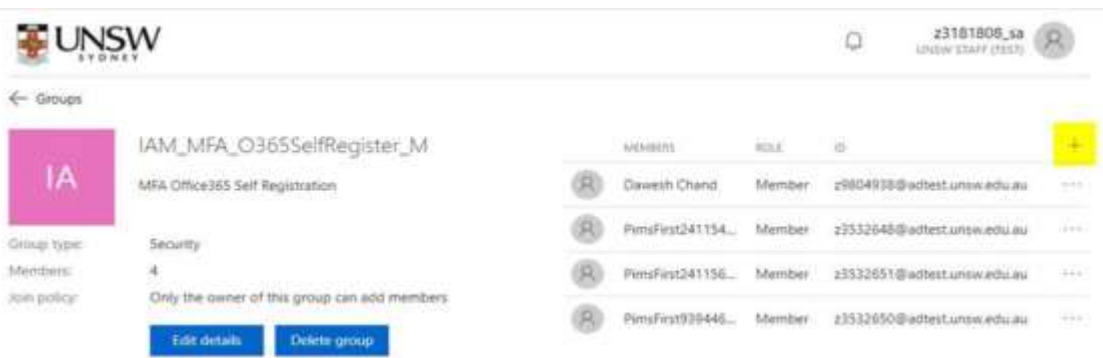 UNSW
SYDNEY
z3181808_sa
UNSW STAFF (TEST)
← Groups
IA
IAM_MFA_O365SelfRegister_M
MFA Office365 Self Registration
Group type: Security
Members: 4
Join policy: Only the owner of this group can add members
Edit details Delete group
MEMBERS ROLE ID +
Dawesh Chand Member z9804938@adtest.unsw.edu.au ...
PimsFirst241154... Member z3532648@adtest.unsw.edu.au ...
PimsFirst241156... Member z3532651@adtest.unsw.edu.au ...
PimsFirst939446... Member z3532650@adtest.unsw.edu.au ...